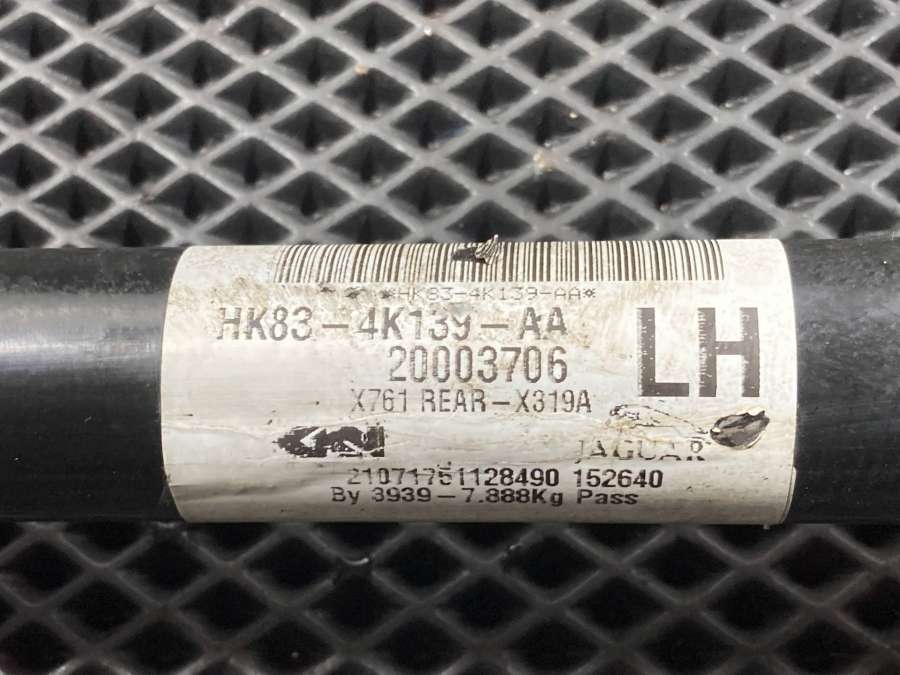 *HK83-4K139-AA*
HK83-4K139-AA
LH
20003706
X761 REAR-X319A
GKN
JAGUAR
21071751128490 152640
By 3939-7.888Kg Pass